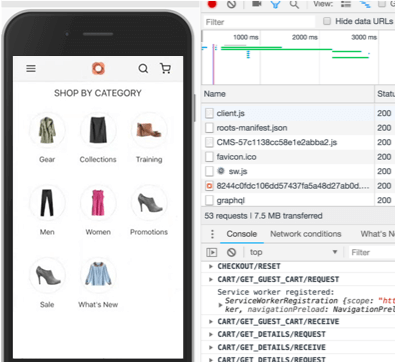 SHOP BY CATEGORY
Gear
Collections
Training
Men
Women
Promotions
Sale
What's New
View:
Filter
Hide data URLs
1000 ms
2000 ms
3000 ms
Name
Statu
client.js
200
roots-manifest.json
200
CMS-57c1138cc58e1e2abba2.js
200
favicon.ico
200
sw.js
200
8244c0fdc106dd57437fa5a48d27ab0d....
200
graphql
200
53 requests | 7.5 MB transferred
Console
Network conditions
What's N
top
Filter
CHECKOUT/RESET
CART/GET_GUEST_CART/REQUEST
Service worker registered:
ServiceWorkerRegistration {scope: "htt
ker, navigationPreload: NavigationPrel
CART/GET_GUEST_CART/RECEIVE
CART/GET_DETAILS/REQUEST
CART/GET_GUEST_CART/RECEIVE
CART/GET_DETAILS/REQUEST